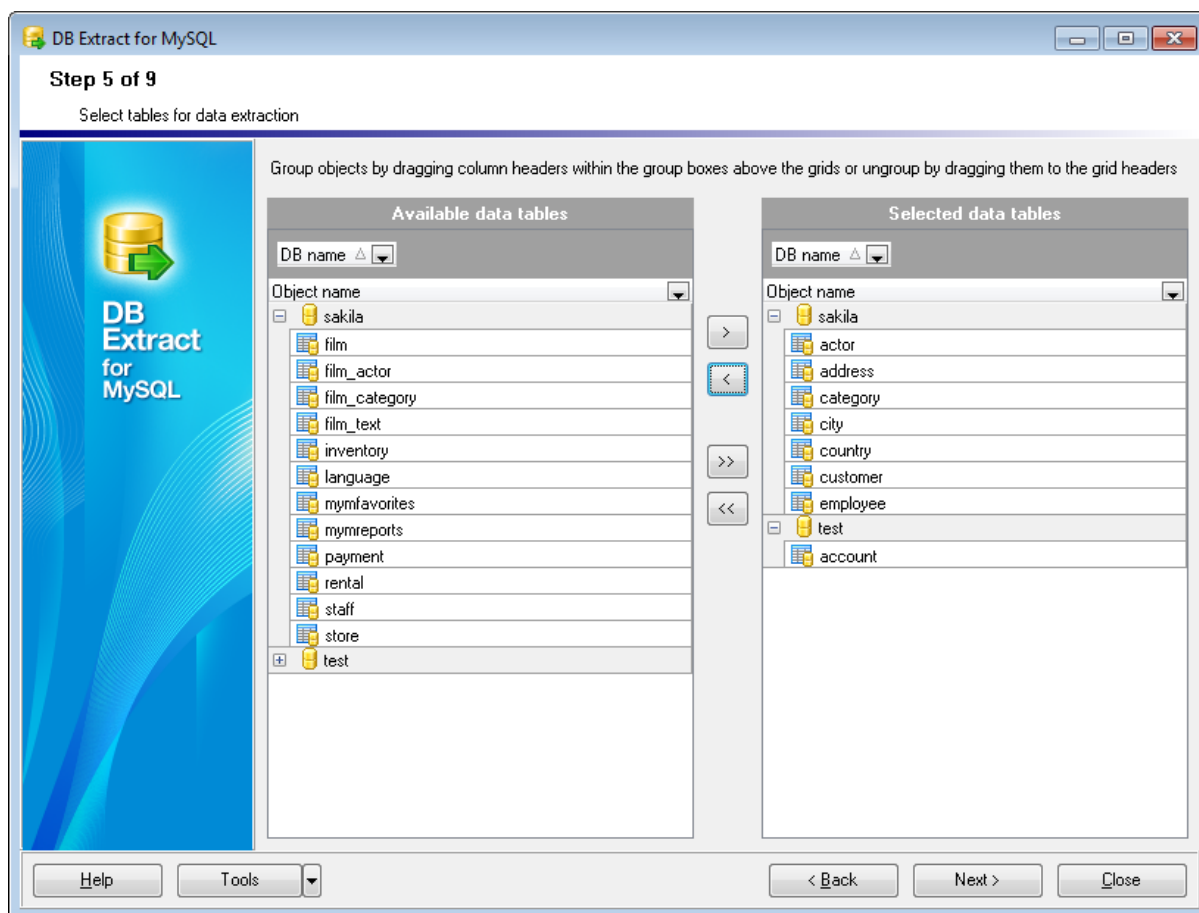 DB Extract for MySQL
Step 5 of 9
Select tables for data extraction
DB
Extract
for
MySQL
Group objects by dragging column headers within the group boxes above the grids or ungroup by dragging them to the grid headers
Available data tables
DB name
Object name
sakila
film
film_actor
film_category
film_text
inventory
language
mymfavorites
mymreports
payment
rental
staff
store
test
>
<
>>
<<
Selected data tables
DB name
Object name
sakila
actor
address
category
city
country
customer
employee
test
account
Help
Tools
< Back
Next >
Close